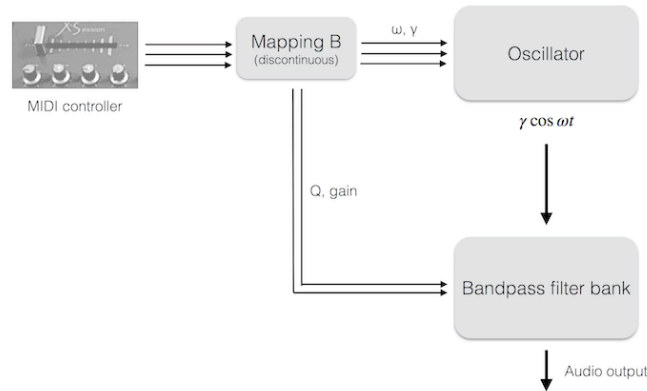 Mapping B
(discontinuous)
ω, γ
Oscillator
MIDI controller
γ cos ωt
Q, gain
Bandpass filter bank
Audio output